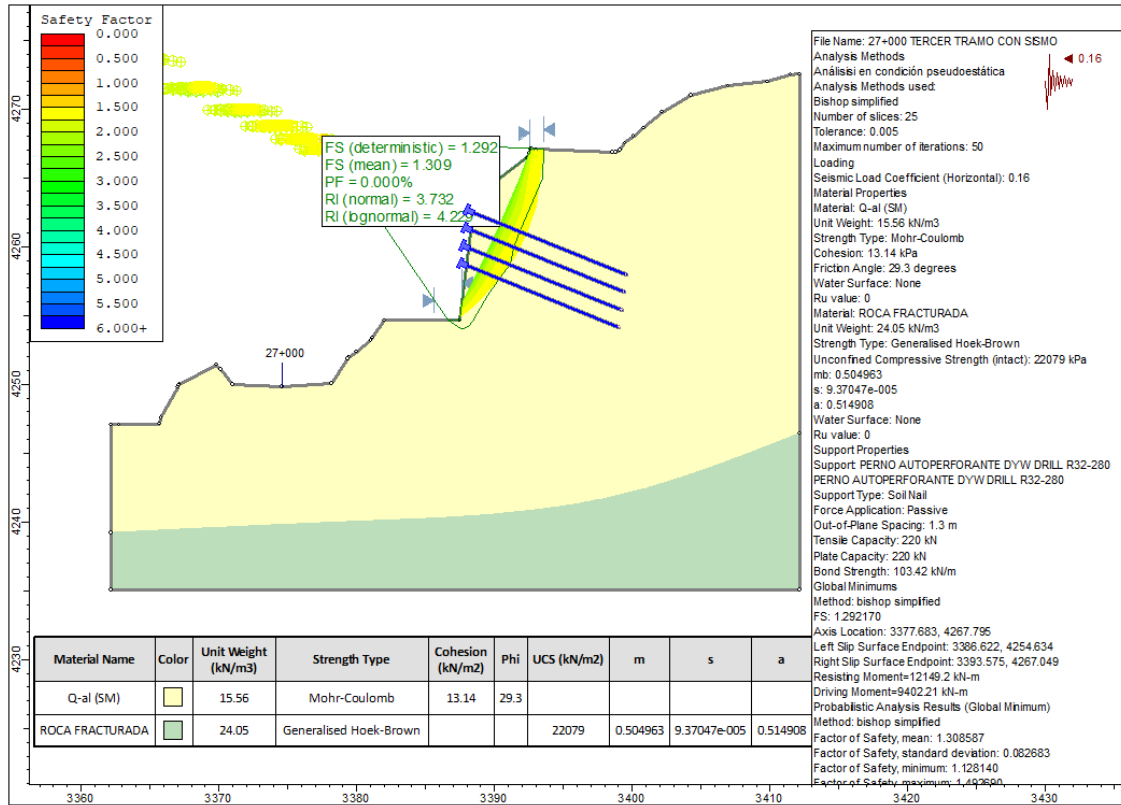 Safety Factor
0.000
0.500
1.000
1.500
2.000
2.500
3.000
3.500
4.000
4.500
5.000
5.500
6.000+
FS (deterministic) = 1.292
FS (mean) = 1.309
PF = 0.000%
RI (normal) = 3.732
RI (lognormal) = 4.229
27+000
0.16
File Name: 27+000 TERCER TRAMO CON SISMO
Analysis Methods
Análisisi en condición pseudoestática
Analysis Methods used:
Bishop simplified
Number of slices: 25
Tolerance: 0.005
Maximum number of iterations: 50
Loading
Seismic Load Coefficient (Horizontal): 0.16
Material Properties
Material: Q-al (SM)
Unit Weight: 15.56 kN/m3
Strength Type: Mohr-Coulomb
Cohesion: 13.14 kPa
Friction Angle: 29.3 degrees
Water Surface: None
Ru value: 0
Material: ROCA FRACTURADA
Unit Weight: 24.05 kN/m3
Strength Type: Generalised Hoek-Brown
Unconfined Compressive Strength (intact): 22079 kPa
mb: 0.504963
s: 9.37047e-005
a: 0.514908
Water Surface: None
Ru value: 0
Support Properties
Support: PERNO AUTOPERFORANTE DYW DRILL R32-280
PERNO AUTOPERFORANTE DYW DRILL R32-280
Support Type: Soil Nail
Force Application: Passive
Out-of-Plane Spacing: 1.3 m
Tensile Capacity: 220 kN
Plate Capacity: 220 kN
Bond Strength: 103.42 kN/m
Global Minimums
Method: bishop simplified
FS: 1.292170
Axis Location: 3377.683, 4267.795
Left Slip Surface Endpoint: 3386.622, 4254.634
Right Slip Surface Endpoint: 3393.575, 4267.049
Resisting Moment=12149.2 kN-m
Driving Moment=9402.21 kN-m
Probabilistic Analysis Results (Global Minimum)
Method: bishop simplified
Factor of Safety, mean: 1.308587
Factor of Safety, standard deviation: 0.082683
Factor of Safety, minimum: 1.128140
Factor of Safety, maximum: 1.492690
Material Name Color Unit Weight (kN/m3) Strength Type Cohesion (kN/m2) Phi UCS (kN/m2) m s a
Q-al (SM) 15.56 Mohr-Coulomb 13.14 29.3
ROCA FRACTURADA 24.05 Generalised Hoek-Brown 22079 0.504963 9.37047e-005 0.514908
4270
4260
4250
4240
4230
3360 3370 3380 3390 3400 3410 3420 3430